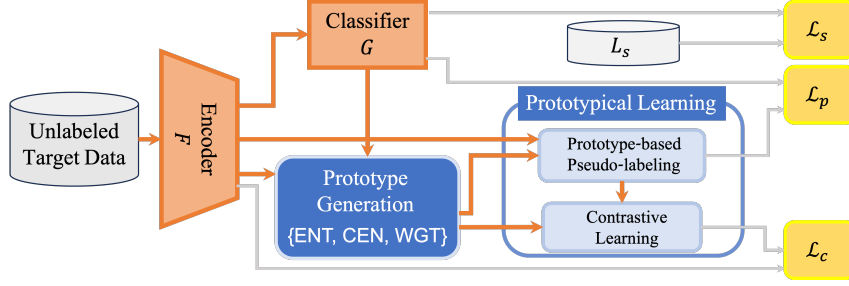 Unlabeled
Target Data
Encoder
F
Classifier
G
Prototype
Generation
{ENT, CEN, WGT}
Prototypical Learning
Prototype-based
Pseudo-labeling
Contrastive
Learning
L_s
ℒ_s
ℒ_p
ℒ_c